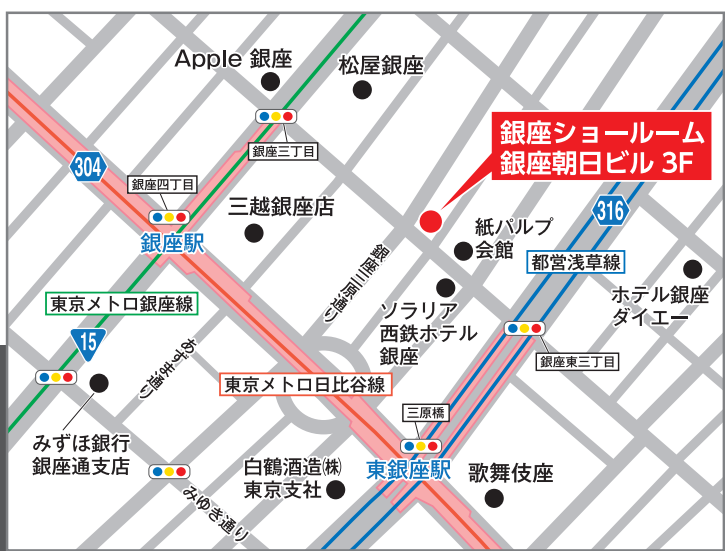 Apple 銀座
松屋銀座
銀座ショールーム
銀座朝日ビル 3F
銀座三丁目
304
銀座四丁目
三越銀座店
316
銀座駅
紙パルプ
会館
都営浅草線
銀座三原通り
ホテル銀座
ダイエー
東京メトロ銀座線
ソラリア
西鉄ホテル
銀座
15
あずま通り
銀座東三丁目
東京メトロ日比谷線
三原橋
みずほ銀行
銀座通支店
白鶴酒造㈱
東京支社
東銀座駅
歌舞伎座
みゆき通り